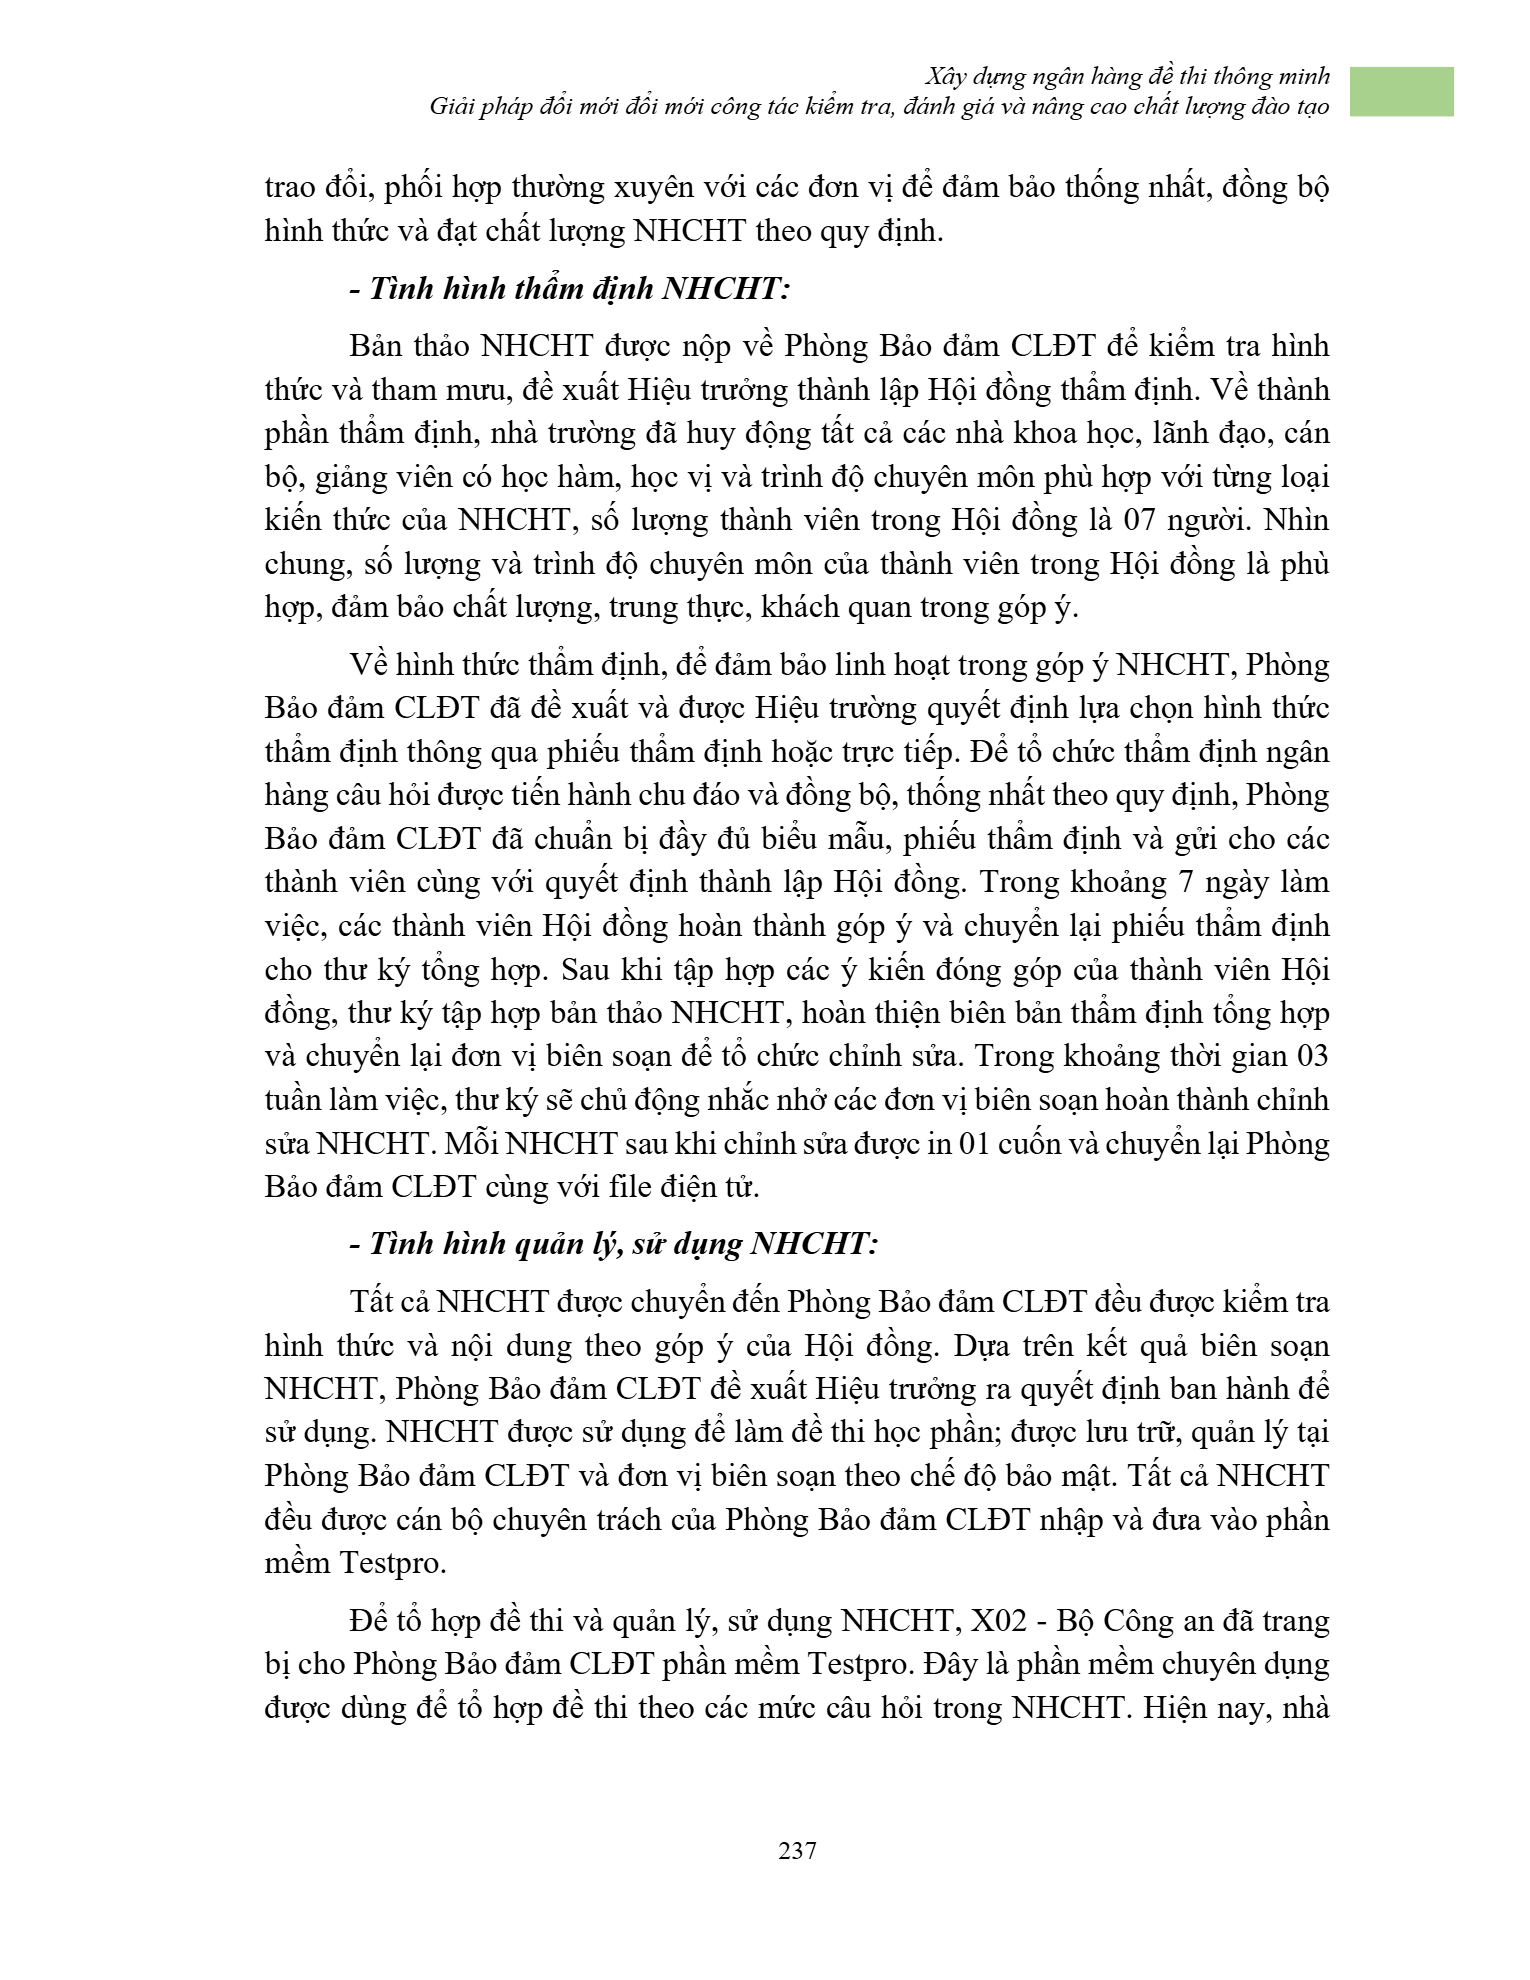 Xây dựng ngân hàng đề thi thông minh
Giải pháp đổi mới đổi mới công tác kiểm tra, đánh giá và nâng cao chất lượng đào tạo
trao đổi, phối hợp thường xuyên với các đơn vị để đảm bảo thống nhất, đồng bộ
hình thức và đạt chất lượng NHCHT theo quy định.
- Tình hình thẩm định NHCHT:
Bản thảo NHCHT được nộp về Phòng Bảo đảm CLĐT để kiểm tra hình
thức và tham mưu, đề xuất Hiệu trưởng thành lập Hội đồng thẩm định. Về thành
phần thẩm định, nhà trường đã huy động tất cả các nhà khoa học, lãnh đạo, cán
bộ, giảng viên có học hàm, học vị và trình độ chuyên môn phù hợp với từng loại
kiến thức của NHCHT, số lượng thành viên trong Hội đồng là 07 người. Nhìn
chung, số lượng và trình độ chuyên môn của thành viên trong Hội đồng là phù
hợp, đảm bảo chất lượng, trung thực, khách quan trong góp ý.
Về hình thức thẩm định, để đảm bảo linh hoạt trong góp ý NHCHT, Phòng
Bảo đảm CLĐT đã đề xuất và được Hiệu trường quyết định lựa chọn hình thức
thẩm định thông qua phiếu thẩm định hoặc trực tiếp. Để tổ chức thẩm định ngân
hàng câu hỏi được tiến hành chu đáo và đồng bộ, thống nhất theo quy định, Phòng
Bảo đảm CLĐT đã chuẩn bị đầy đủ biểu mẫu, phiếu thẩm định và gửi cho các
thành viên cùng với quyết định thành lập Hội đồng. Trong khoảng 7 ngày làm
việc, các thành viên Hội đồng hoàn thành góp ý và chuyển lại phiếu thẩm định
cho thư ký tổng hợp. Sau khi tập hợp các ý kiến đóng góp của thành viên Hội
đồng, thư ký tập hợp bản thảo NHCHT, hoàn thiện biên bản thẩm định tổng hợp
và chuyển lại đơn vị biên soạn để tổ chức chỉnh sửa. Trong khoảng thời gian 03
tuần làm việc, thư ký sẽ chủ động nhắc nhở các đơn vị biên soạn hoàn thành chỉnh
sửa NHCHT. Mỗi NHCHT sau khi chỉnh sửa được in 01 cuốn và chuyển lại Phòng
Bảo đảm CLĐT cùng với file điện tử.
- Tình hình quản lý, sử dụng NHCHT:
Tất cả NHCHT được chuyển đến Phòng Bảo đảm CLĐT đều được kiểm tra
hình thức và nội dung theo góp ý của Hội đồng. Dựa trên kết quả biên soạn
NHCHT, Phòng Bảo đảm CLĐT đề xuất Hiệu trưởng ra quyết định ban hành để
sử dụng. NHCHT được sử dụng để làm đề thi học phần; được lưu trữ, quản lý tại
Phòng Bảo đảm CLĐT và đơn vị biên soạn theo chế độ bảo mật. Tất cả NHCHT
đều được cán bộ chuyên trách của Phòng Bảo đảm CLĐT nhập và đưa vào phần
mềm Testpro.
Để tổ hợp đề thi và quản lý, sử dụng NHCHT, X02 - Bộ Công an đã trang
bị cho Phòng Bảo đảm CLĐT phần mềm Testpro. Đây là phần mềm chuyên dụng
được dùng để tổ hợp đề thi theo các mức câu hỏi trong NHCHT. Hiện nay, nhà
237